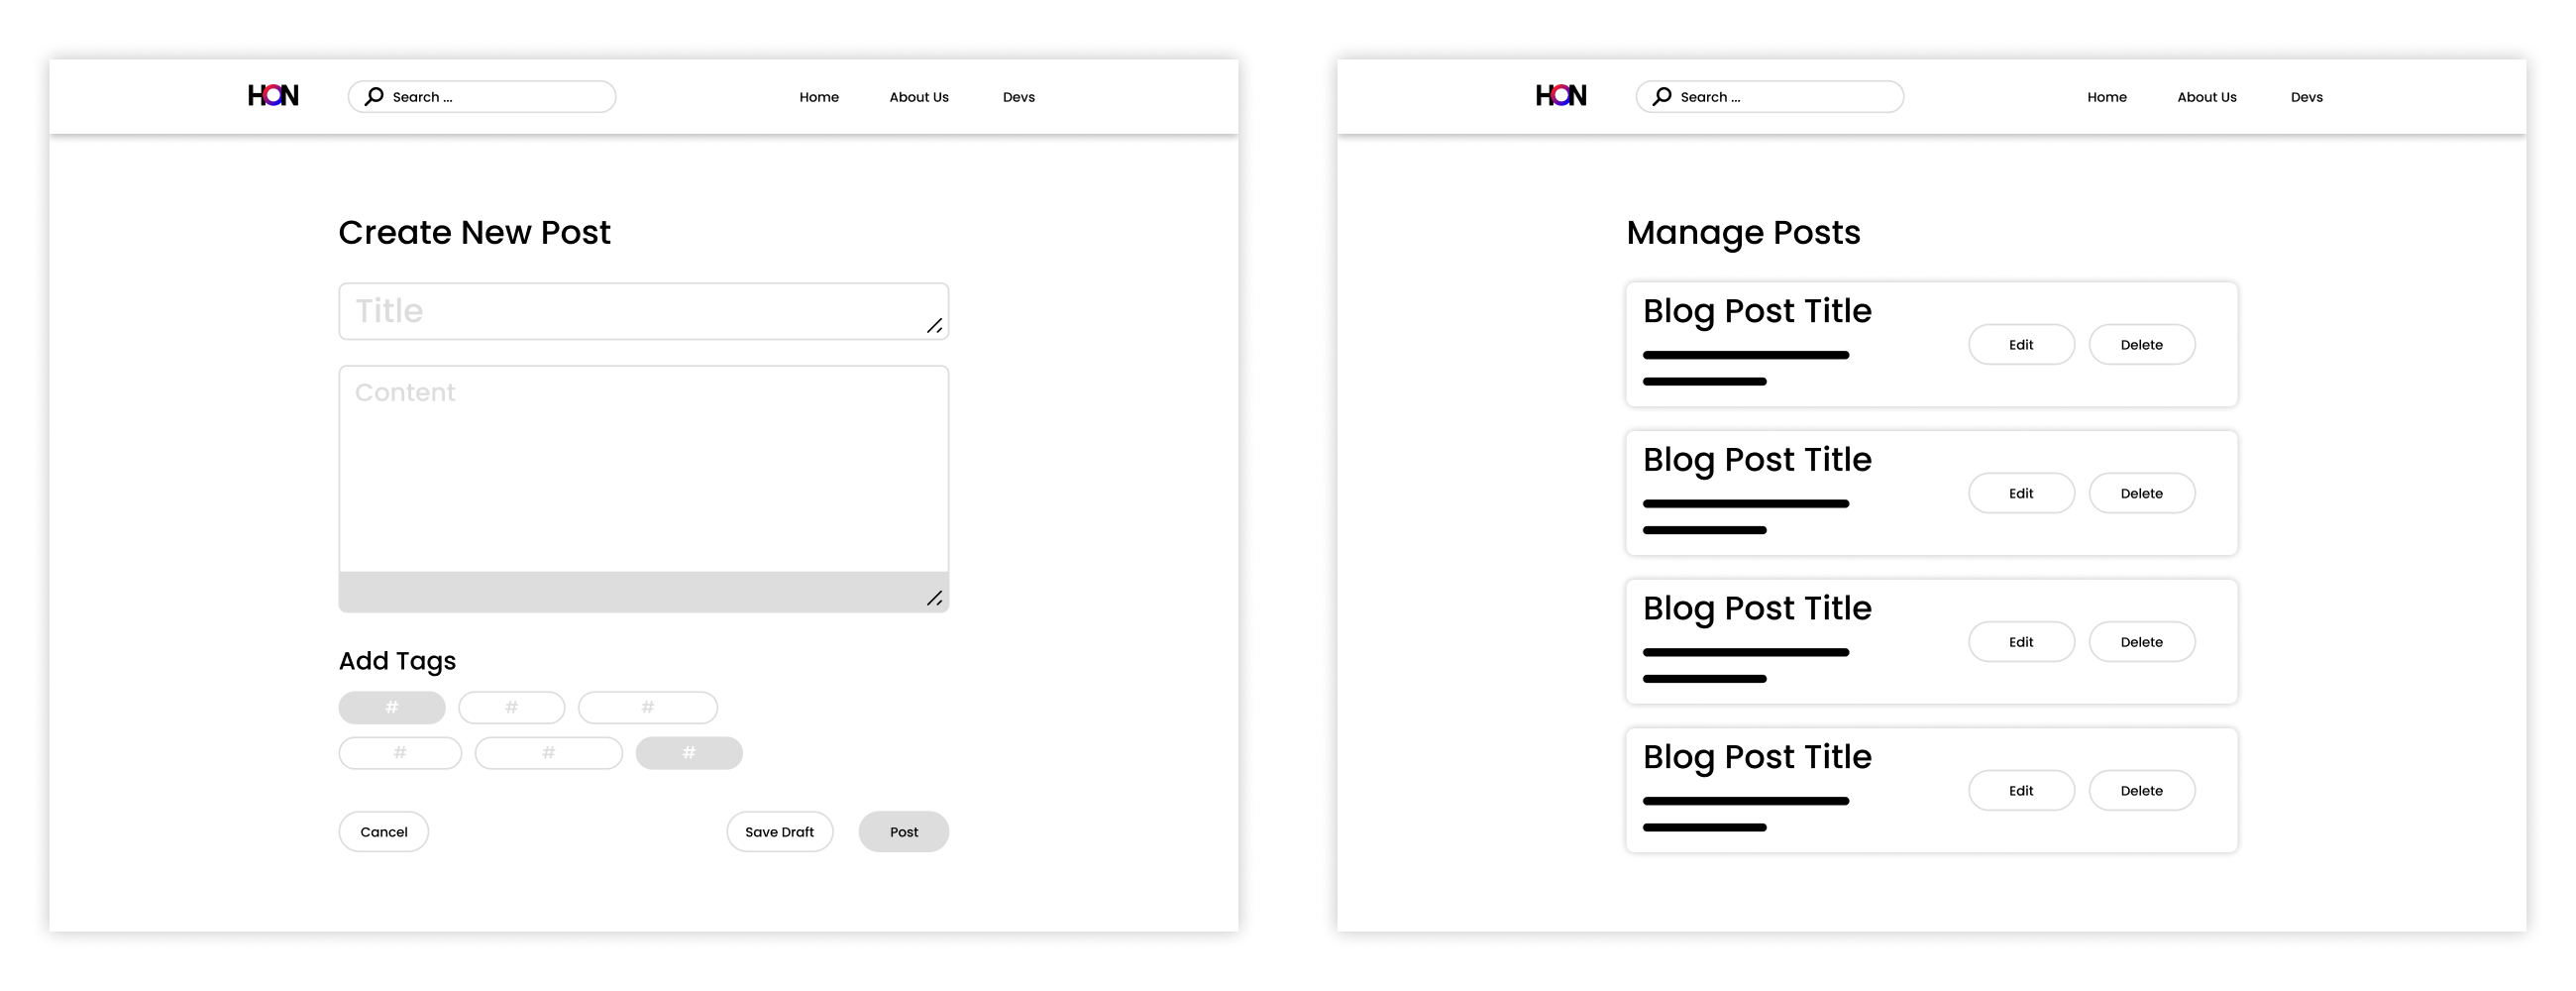 HON Search ... Home About Us Devs
Create New Post
Title
Content
Add Tags
# # #
# # #
Cancel Save Draft Post
HON Search ... Home About Us Devs
Manage Posts
Blog Post Title
Edit Delete
Blog Post Title
Edit Delete
Blog Post Title
Edit Delete
Blog Post Title
Edit Delete